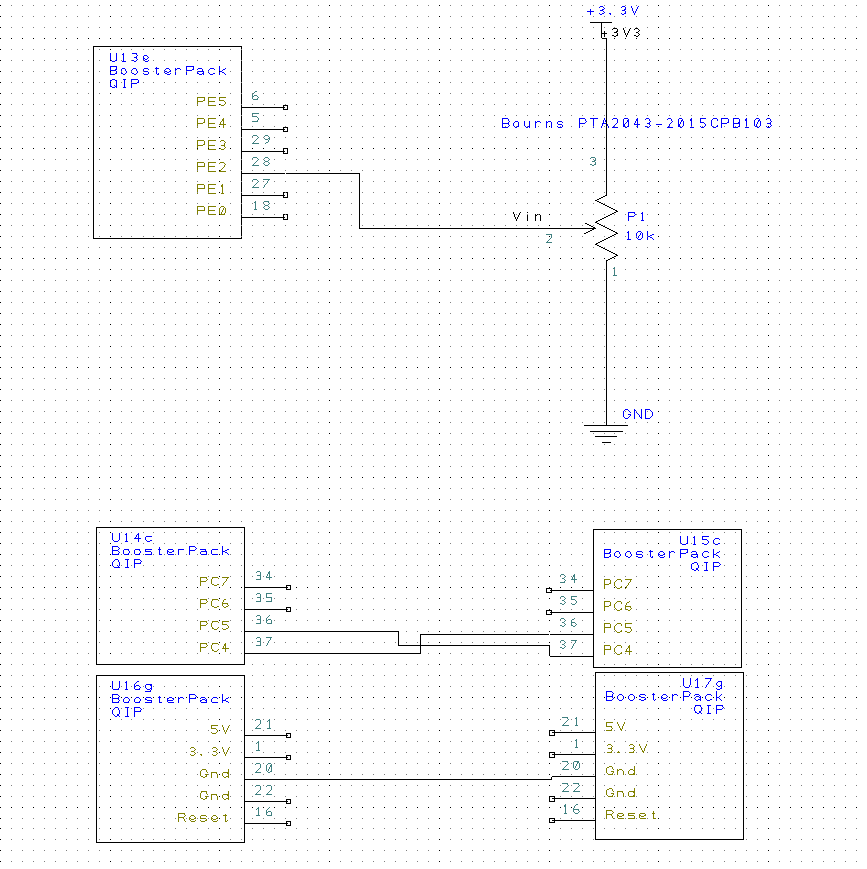 +3.3V
+3V3
U13e
BoosterPack
QIP
PE5 6
PE4 5
PE3 29
PE2 28
PE1 27
PE0 18
Bourns PTA2043-2015CPB103
3
Vin
2
P1
10k
1
GND
U14c
BoosterPack
QIP
PC7 34
PC6 35
PC5 36
PC4 37
U15c
BoosterPack
QIP
34 PC7
35 PC6
36 PC5
37 PC4
U16g
BoosterPack
QIP
5V 21
3.3V 1
Gnd 20
Gnd 22
Reset 16
U17g
BoosterPack
QIP
21 5V
1 3.3V
20 Gnd
22 Gnd
16 Reset